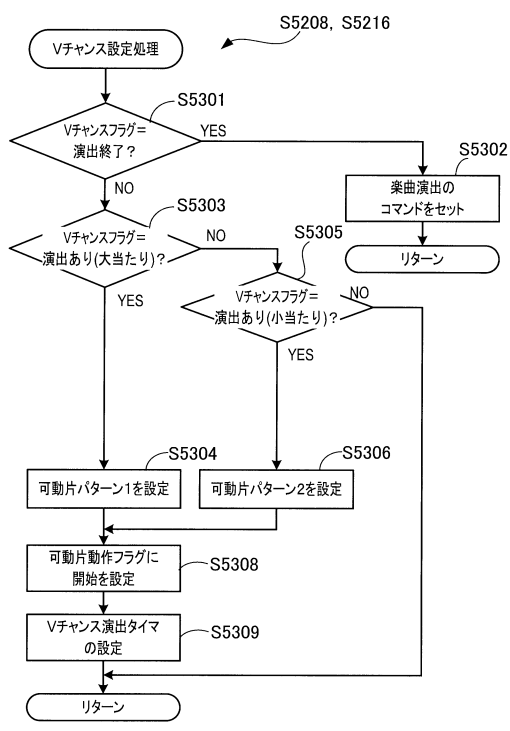 S5208, S5216
Vチャンス設定処理
S5301
Vチャンスフラグ=
演出終了?
YES
S5302
楽曲演出の
コマンドをセット
NO
S5303
Vチャンスフラグ=
演出あり(大当たり)?
NO
S5305
リターン
Vチャンスフラグ=
演出あり(小当たり)?
NO
YES
YES
S5304
可動片パターン1を設定
S5306
可動片パターン2を設定
可動片動作フラグに
開始を設定
S5308
Vチャンス演出タイマ
の設定
S5309
リターン